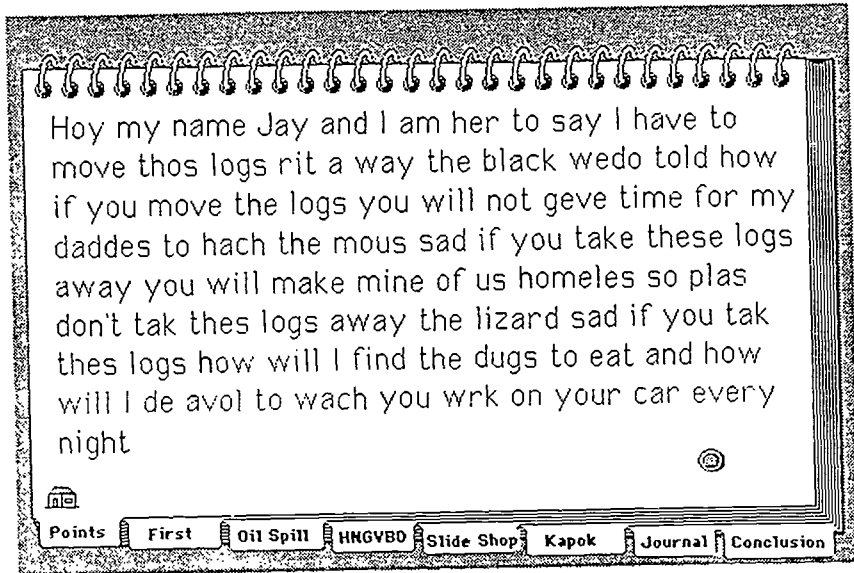 Hoy my name Jay and I am her to say I have to
move thos logs rit a way the black wedo told how
if you move the logs you will not geve time for my
daddes to hach the mous sad if you take these logs
away you will make mine of us homeles so plas
don't tak thes logs away the lizard sad if you tak
thes logs how will I find the dugs to eat and how
will I de avol to wach you wrk on your car every
night
Points First Oil Spill HNGVBD Slide Shop Kapok Journal Conclusion